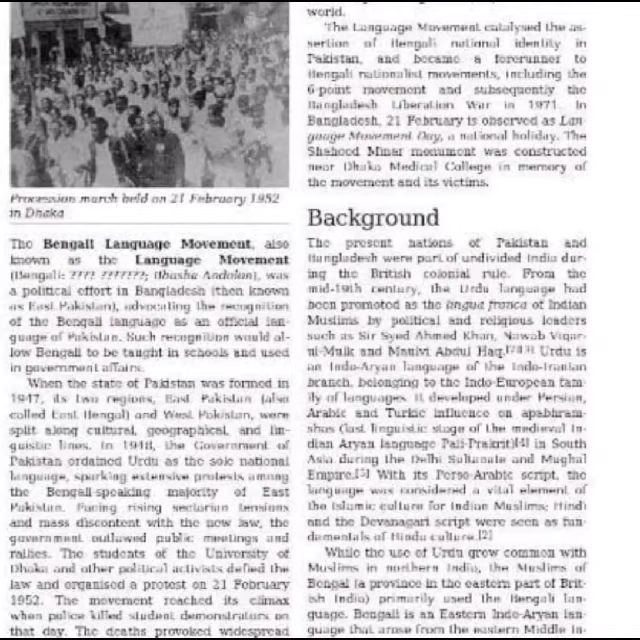 Procession march held on 21 February 1952
in Dhaka
The Bengali Language Movement, also
known as the Language Movement
(Bengali: ???? ???????; Bhasha Andolan), was
a political effort in Bangladesh (then known
as East Pakistan), advocating the recognition
of the Bengali language as an official lan-
guage of Pakistan. Such recognition would al-
low Bengali to be taught in schools and used
in government affairs.
When the state of Pakistan was formed in
1947, its two regions, East Pakistan (also
called East Bengal) and West Pakistan, were
split along cultural, geographical, and lin-
guistic lines. In 1948, the Government of
Pakistan ordained Urdu as the sole national
language, sparking extensive protests among
the Bengali-speaking majority of East
Pakistan. Facing rising sectarian tensions
and mass discontent with the new law, the
government outlawed public meetings and
rallies. The students of the University of
Dhaka and other political activists defied the
law and organised a protest on 21 February
1952. The movement reached its climax
when police killed student demonstrators on
that day. The deaths provoked widespread
world.
The Language Movement catalysed the as-
sertion of Bengali national identity in
Pakistan, and became a forerunner to
Bengali nationalist movements, including the
6-point movement and subsequently the
Bangladesh Liberation War in 1971. In
Bangladesh, 21 February is observed as Lan-
guage Movement Day, a national holiday. The
Shaheed Minar monument was constructed
near Dhaka Medical College in memory of
the movement and its victims.
Background
The present nations of Pakistan and
Bangladesh were part of undivided India dur-
ing the British colonial rule. From the
mid-19th century, the Urdu language had
been promoted as the lingua franca of Indian
Muslims by political and religious leaders
such as Sir Syed Ahmed Khan, Nawab Viqar-
ul-Mulk and Maulvi Abdul Haq.[2][3] Urdu is
an Indo-Aryan language of the Indo-Iranian
branch, belonging to the Indo-European fam-
ily of languages. It developed under Persian,
Arabic and Turkic influence on apabhram-
shas (last linguistic stage of the medieval In-
dian Aryan language Pali-Prakrit)[4] in South
Asia during the Delhi Sultanate and Mughal
Empire.[5] With its Perso-Arabic script, the
language was considered a vital element of
the Islamic culture for Indian Muslims; Hindi
and the Devanagari script were seen as fun-
damentals of Hindu culture.[2]
While the use of Urdu grew common with
Muslims in northern India, the Muslims of
Bengal (a province in the eastern part of Brit-
ish India) primarily used the Bengali lan-
guage. Bengali is an Eastern Indo-Aryan lan-
guage that arose from the eastern Middle In-